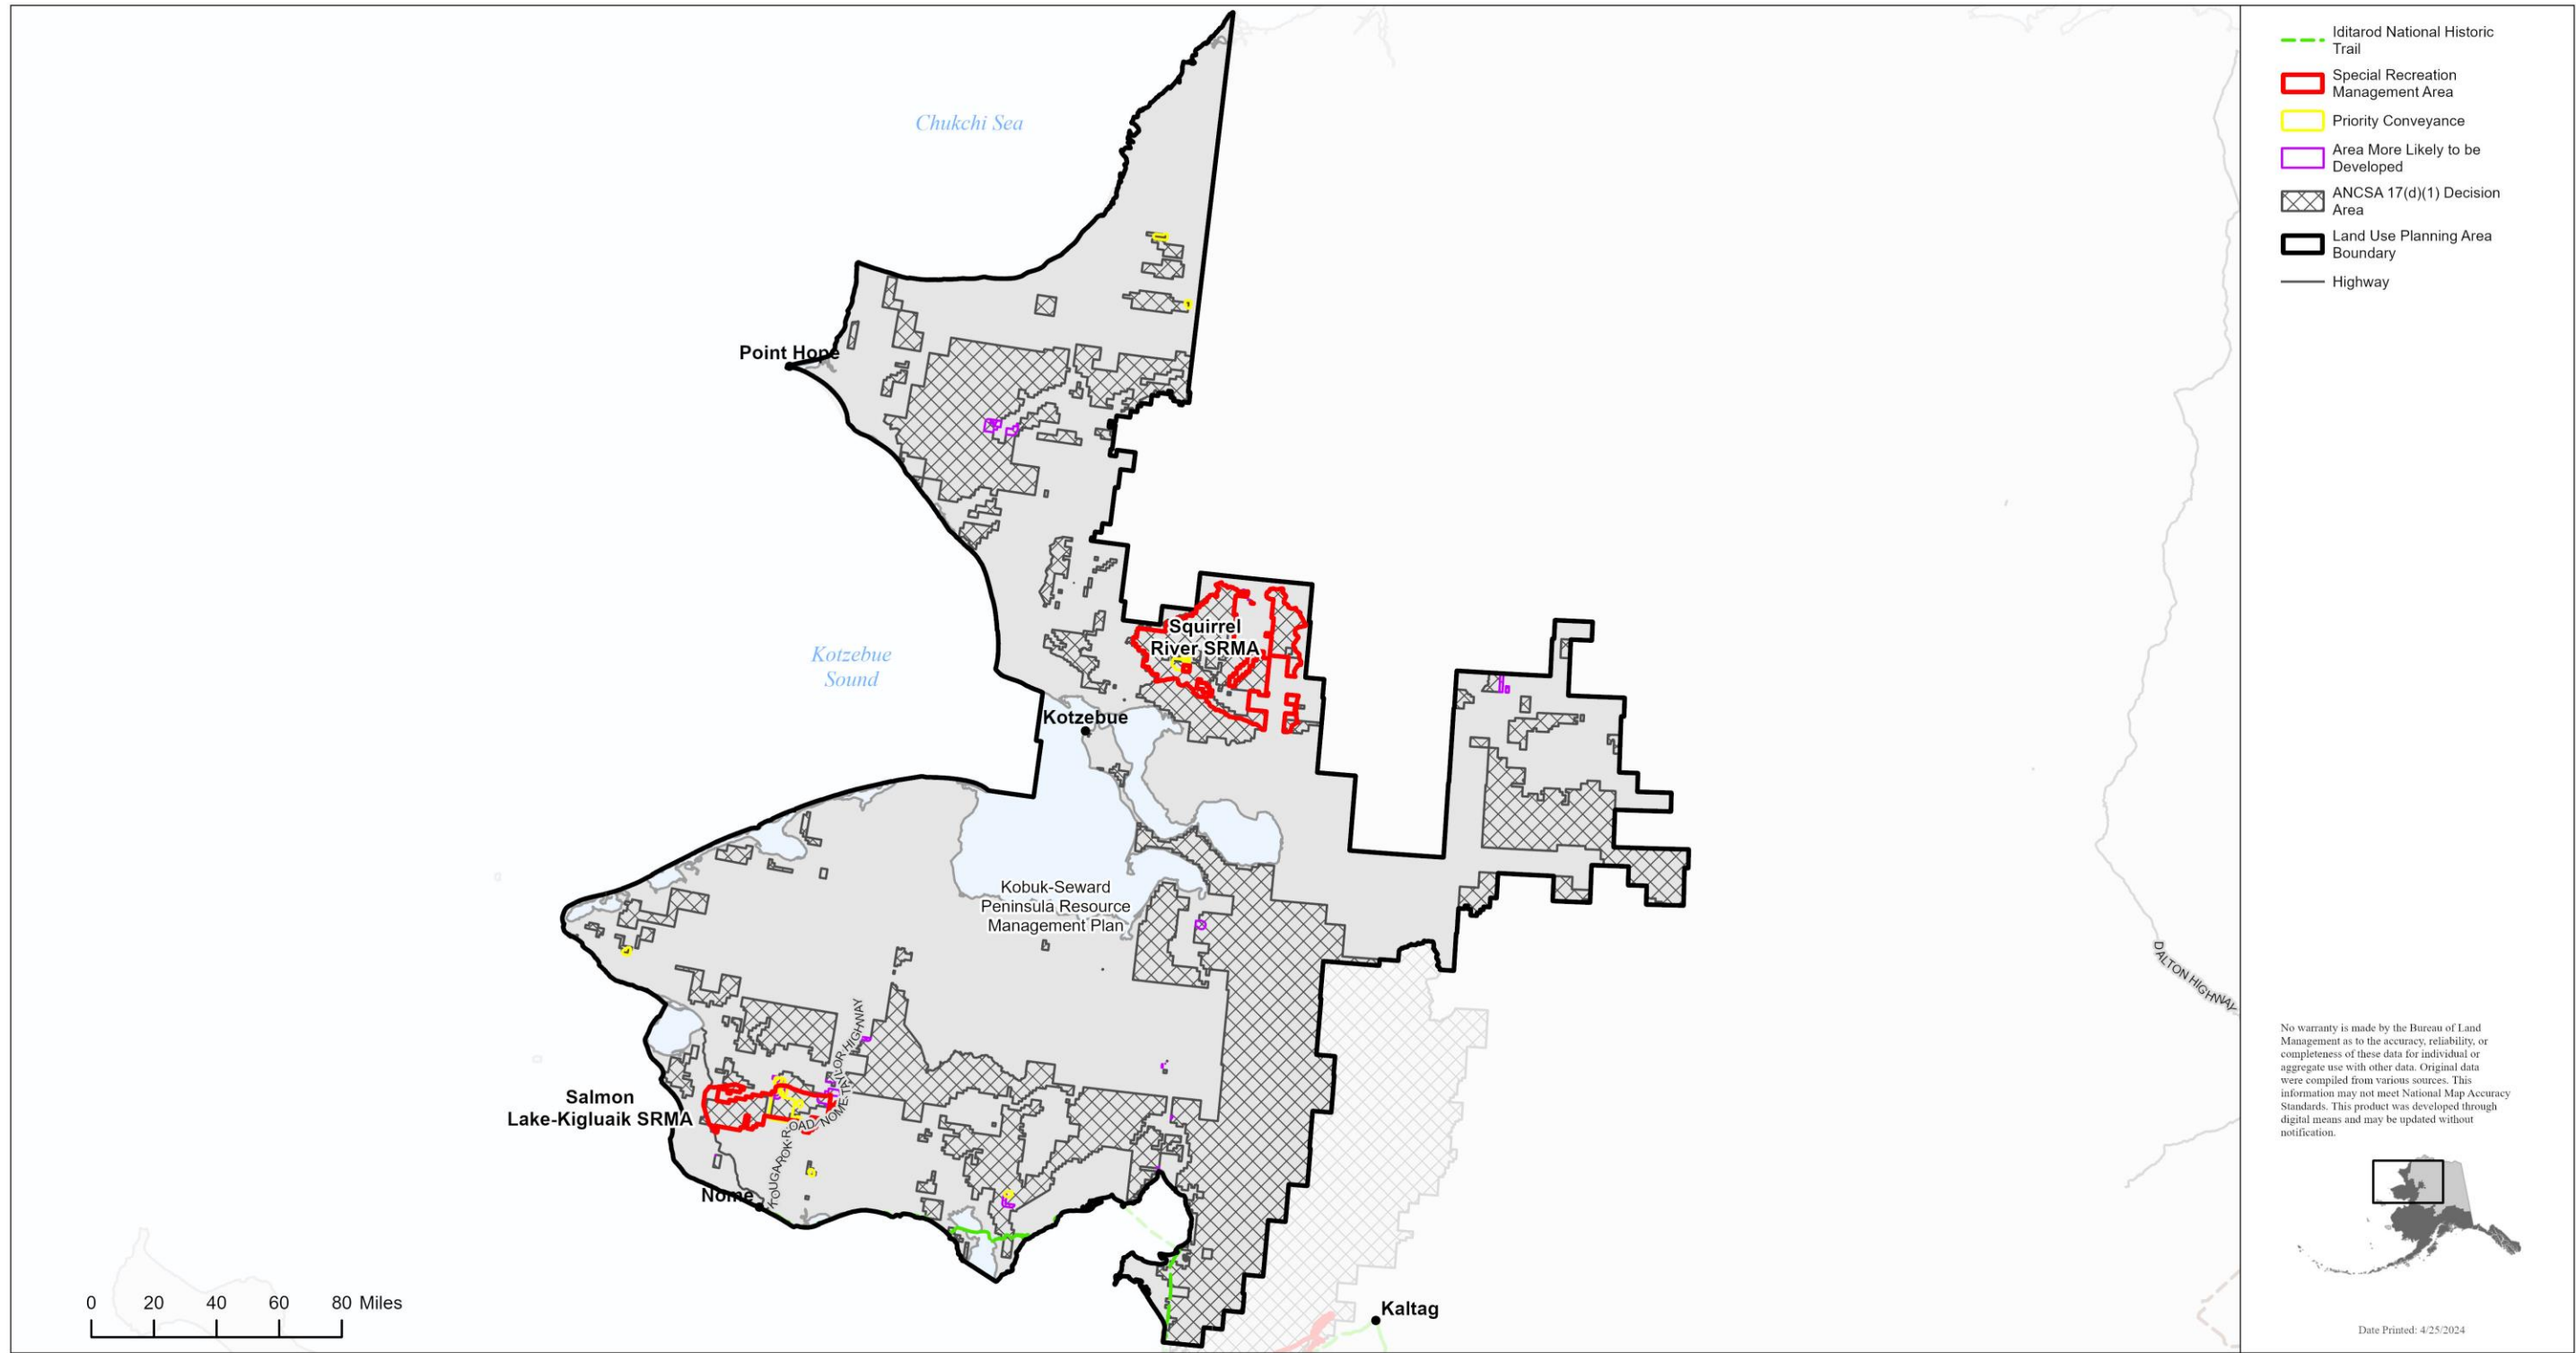 Chukchi Sea
Point Hope
Squirrel
River SRMA
Kotzebue
Sound
Kotzebue
Kobuk-Seward
Peninsula Resource
Management Plan
Salmon
Lake-Kigluaik SRMA
NOME-TAYLOR HIGHWAY
KOUGAROK ROAD
Nome
Kaltag
DALTON HIGHWAY
0 20 40 60 80 Miles
Iditarod National Historic
Trail
Special Recreation
Management Area
Priority Conveyance
Area More Likely to be
Developed
ANCSA 17(d)(1) Decision
Area
Land Use Planning Area
Boundary
Highway
No warranty is made by the Bureau of Land
Management as to the accuracy, reliability, or
completeness of these data for individual or
aggregate use with other data. Original data
were compiled from various sources. This
information may not meet National Map Accuracy
Standards. This product was developed through
digital means and may be updated without
notification.
Date Printed: 4/25/2024